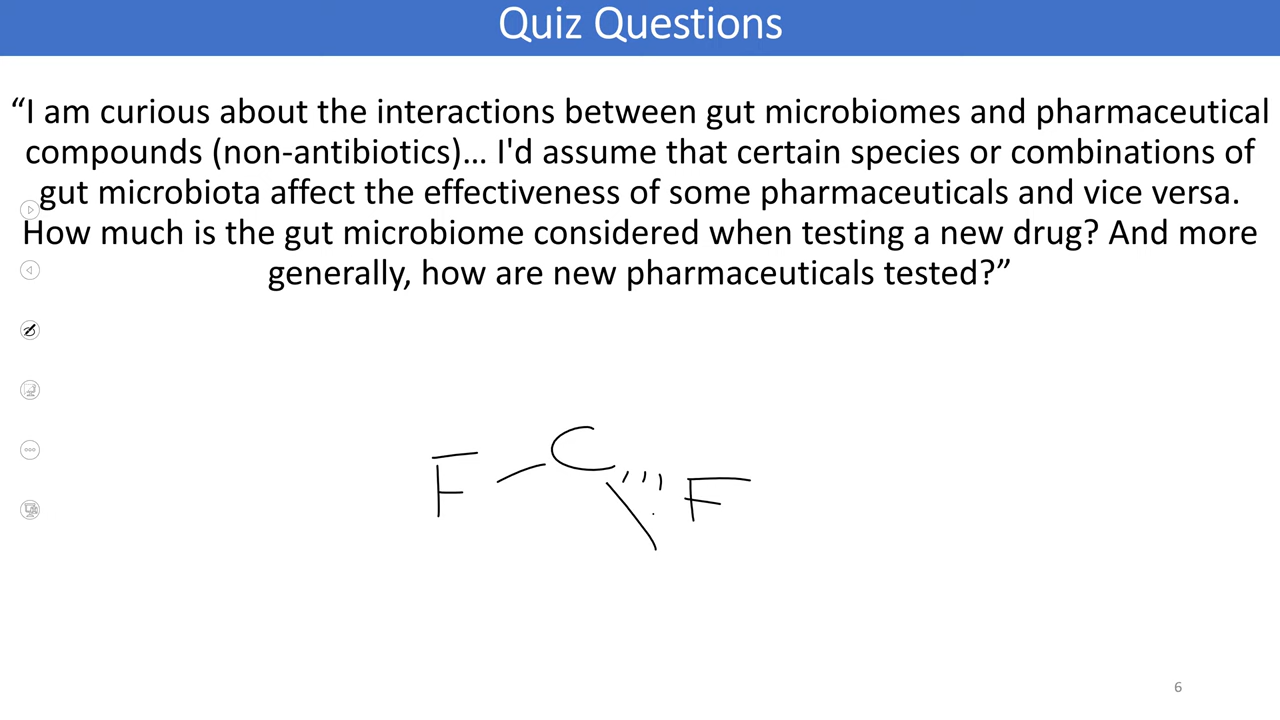 Quiz Questions
“I am curious about the interactions between gut microbiomes and pharmaceutical
compounds (non-antibiotics)… I'd assume that certain species or combinations of
gut microbiota affect the effectiveness of some pharmaceuticals and vice versa.
How much is the gut microbiome considered when testing a new drug? And more
generally, how are new pharmaceuticals tested?”
C
F F
6